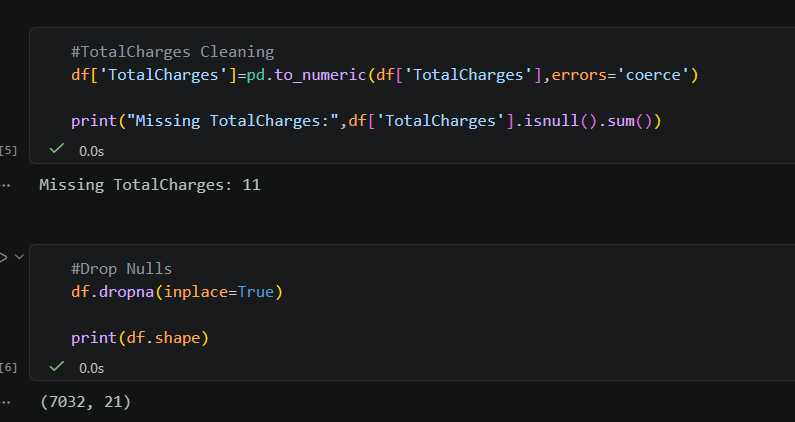 #TotalCharges Cleaning
df['TotalCharges']=pd.to_numeric(df['TotalCharges'],errors='coerce')
print("Missing TotalCharges:",df['TotalCharges'].isnull().sum())
[5]
0.0s
Missing TotalCharges: 11
#Drop Nulls
df.dropna(inplace=True)
print(df.shape)
[6]
0.0s
(7032, 21)